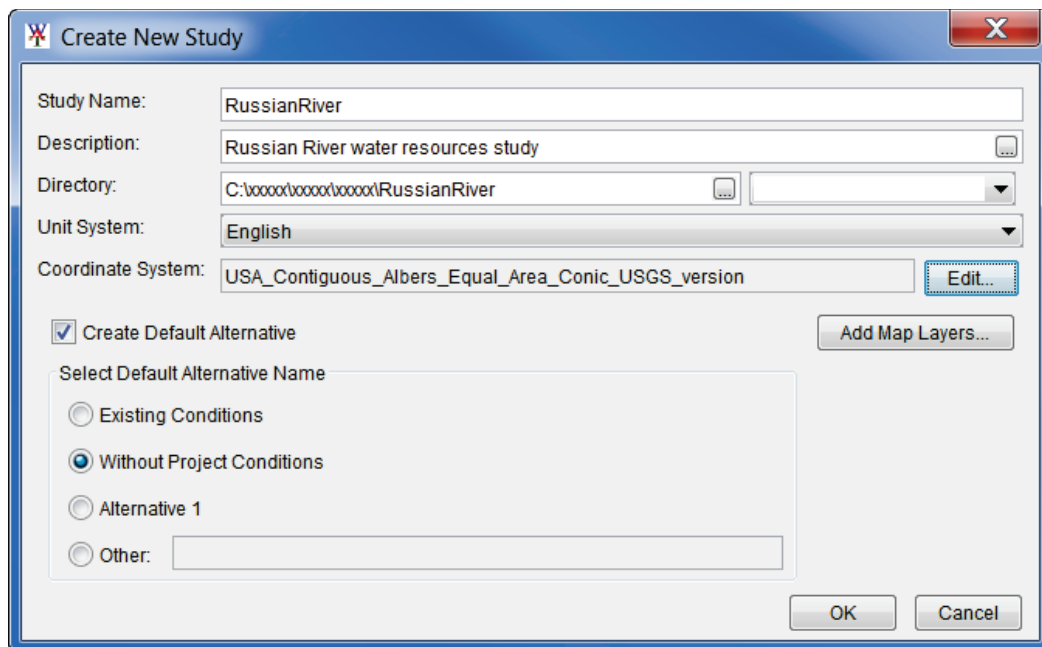 Create New Study
Study Name: RussianRiver
Description: Russian River water resources study ...
Directory: C:\xxxxx\xxxxx\xxxxx\RussianRiver ...
Unit System: English
Coordinate System: USA_Contiguous_Albers_Equal_Area_Conic_USGS_version Edit...
Create Default Alternative Add Map Layers...
Select Default Alternative Name
Existing Conditions
Without Project Conditions
Alternative 1
Other:
OK Cancel